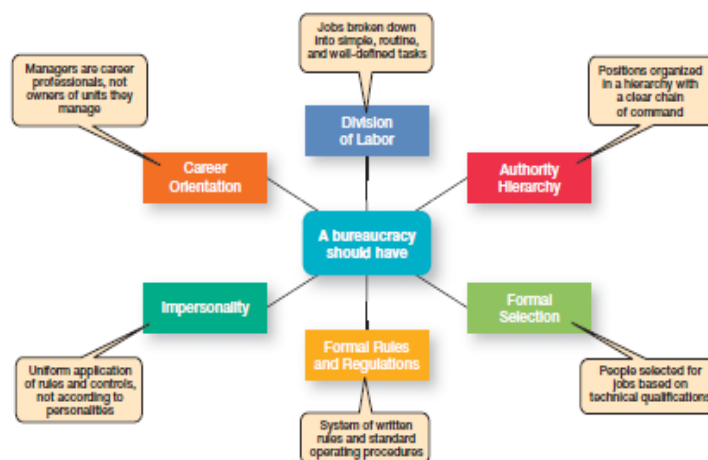 Jobs broken down
into simple, routine,
and well-defined tasks
Managers are career
professionals, not
owners of units they
manage
Positions organized
in a hierarchy with
a clear chain
of command
Division
of Labor
Career
Orientation
Authority
Hierarchy
A bureaucracy
should have
Impersonality
Formal
Selection
Formal Rules
and Regulations
Uniform application
of rules and controls,
not according to
personalities
People selected for
jobs based on
technical qualifications
System of written
rules and standard
operating procedures